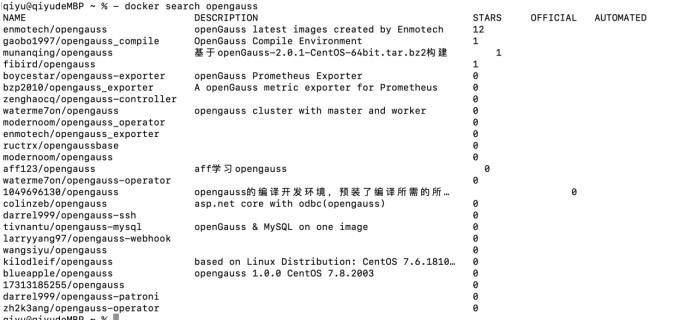 qiyu@qiyudeMBP ~ % - docker search opengauss
NAME DESCRIPTION STARS OFFICIAL AUTOMATED
enmotech/opengauss openGauss latest images created by Enmotech 12
gaobo1997/opengauss_compile OpenGauss Compile Environment 1
munanqing/opengauss 基于openGauss-2.0.1-CentOS-64bit.tar.bz2构建 1
fibird/opengauss 1
boycestar/opengauss-exporter openGauss Prometheus Exporter 0
bzp2010/opengauss_exporter A openGauss metric exporter for Prometheus 0
zenghaocq/opengauss-controller 0
waterme7on/opengauss opengauss cluster with master and worker 0
modernoom/opengauss_operator 0
enmotech/opengauss_exporter 0
ructrx/opengaussbase 0
modernoom/opengauss 0
aff123/opengauss aff学习opengauss 0
waterme7on/opengauss-operator 0
1049696130/opengauss opengauss的编译开发环境，预装了编译所需的所… 0
colinzeb/opengauss asp.net core with odbc(opengauss) 0
darrel999/opengauss-ssh 0
tivnantu/opengauss-mysql openGauss & MySQL on one image 0
larryyang97/opengauss-webhook 0
wangsiyu/opengauss 0
kilodleif/opengauss based on Linux Distribution: CentOS 7.6.1810… 0
blueapple/opengauss opengauss 1.0.0 CentOS 7.8.2003 0
17313185255/opengauss 0
darrel999/opengauss-patroni 0
zh2k3ang/opengauss-operator 0
qiyu@qiyudeMBP ~ %